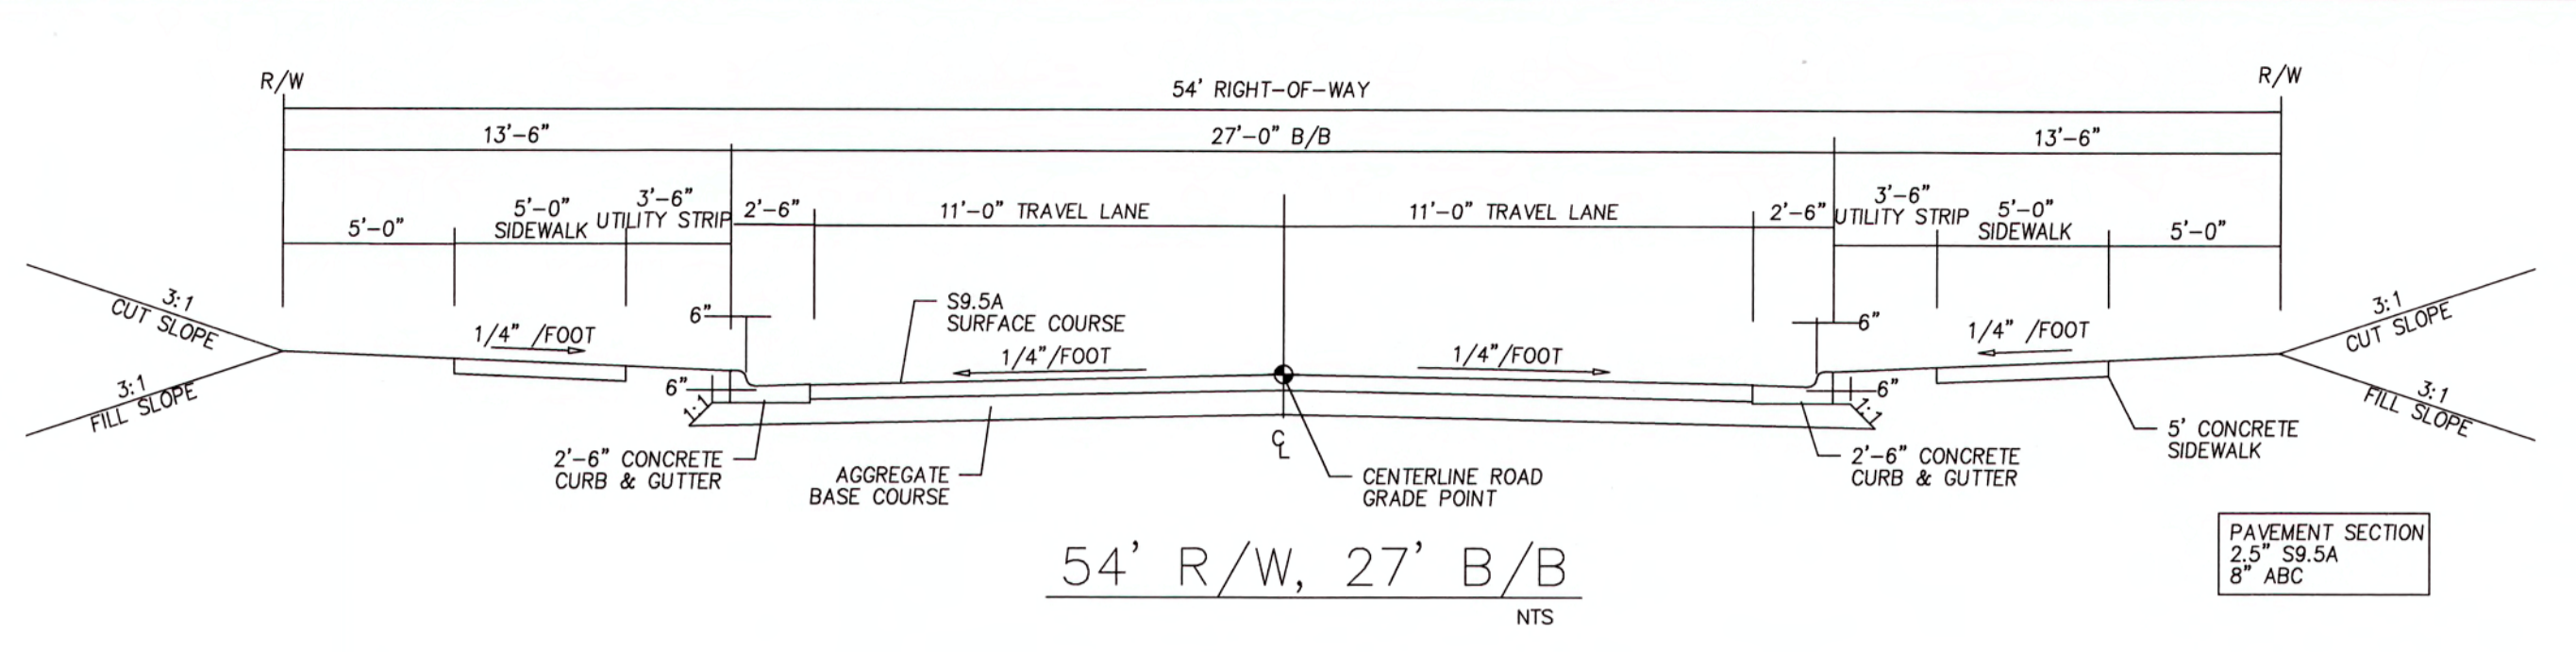 R/W
54' RIGHT-OF-WAY
R/W
13'-6"
27'-0" B/B
13'-6"
5'-0"
5'-0"
SIDEWALK
3'-6"
UTILITY STRIP
2'-6"
11'-0" TRAVEL LANE
11'-0" TRAVEL LANE
2'-6"
3'-6"
UTILITY STRIP
5'-0"
SIDEWALK
5'-0"
3:1
CUT SLOPE
3:1
FILL SLOPE
1/4" /FOOT
6"
6"
1:1
S9.5A
SURFACE COURSE
1/4"/FOOT
1/4"/FOOT
6"
6"
1:1
1/4" /FOOT
3:1
CUT SLOPE
3:1
FILL SLOPE
2'-6" CONCRETE
CURB & GUTTER
AGGREGATE
BASE COURSE
CL
CENTERLINE ROAD
GRADE POINT
2'-6" CONCRETE
CURB & GUTTER
5' CONCRETE
SIDEWALK
54' R/W, 27' B/B
NTS
PAVEMENT SECTION
2.5" S9.5A
8" ABC